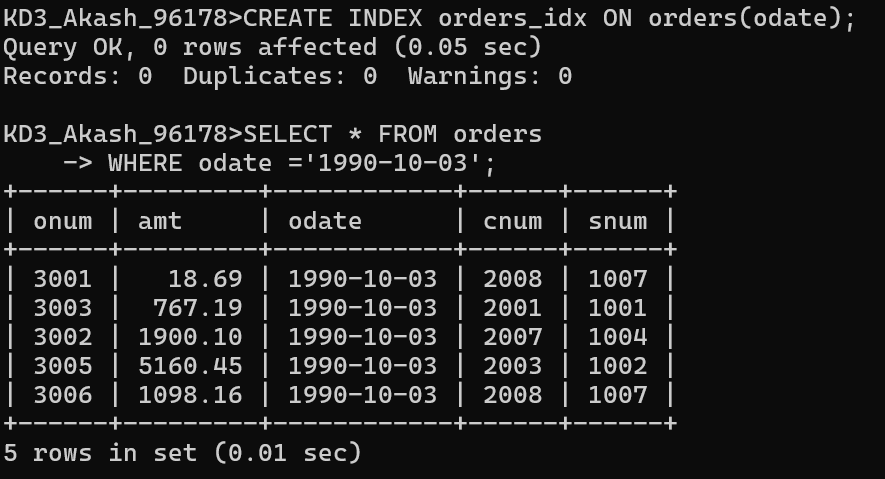 KD3_Akash_96178>CREATE INDEX orders_idx ON orders(odate);
Query OK, 0 rows affected (0.05 sec)
Records: 0  Duplicates: 0  Warnings: 0

KD3_Akash_96178>SELECT * FROM orders
    -> WHERE odate ='1990-10-03';
+------+---------+------------+------+------+
| onum | amt     | odate      | cnum | snum |
+------+---------+------------+------+------+
| 3001 |   18.69 | 1990-10-03 | 2008 | 1007 |
| 3003 |  767.19 | 1990-10-03 | 2001 | 1001 |
| 3002 | 1900.10 | 1990-10-03 | 2007 | 1004 |
| 3005 | 5160.45 | 1990-10-03 | 2003 | 1002 |
| 3006 | 1098.16 | 1990-10-03 | 2008 | 1007 |
+------+---------+------------+------+------+
5 rows in set (0.01 sec)